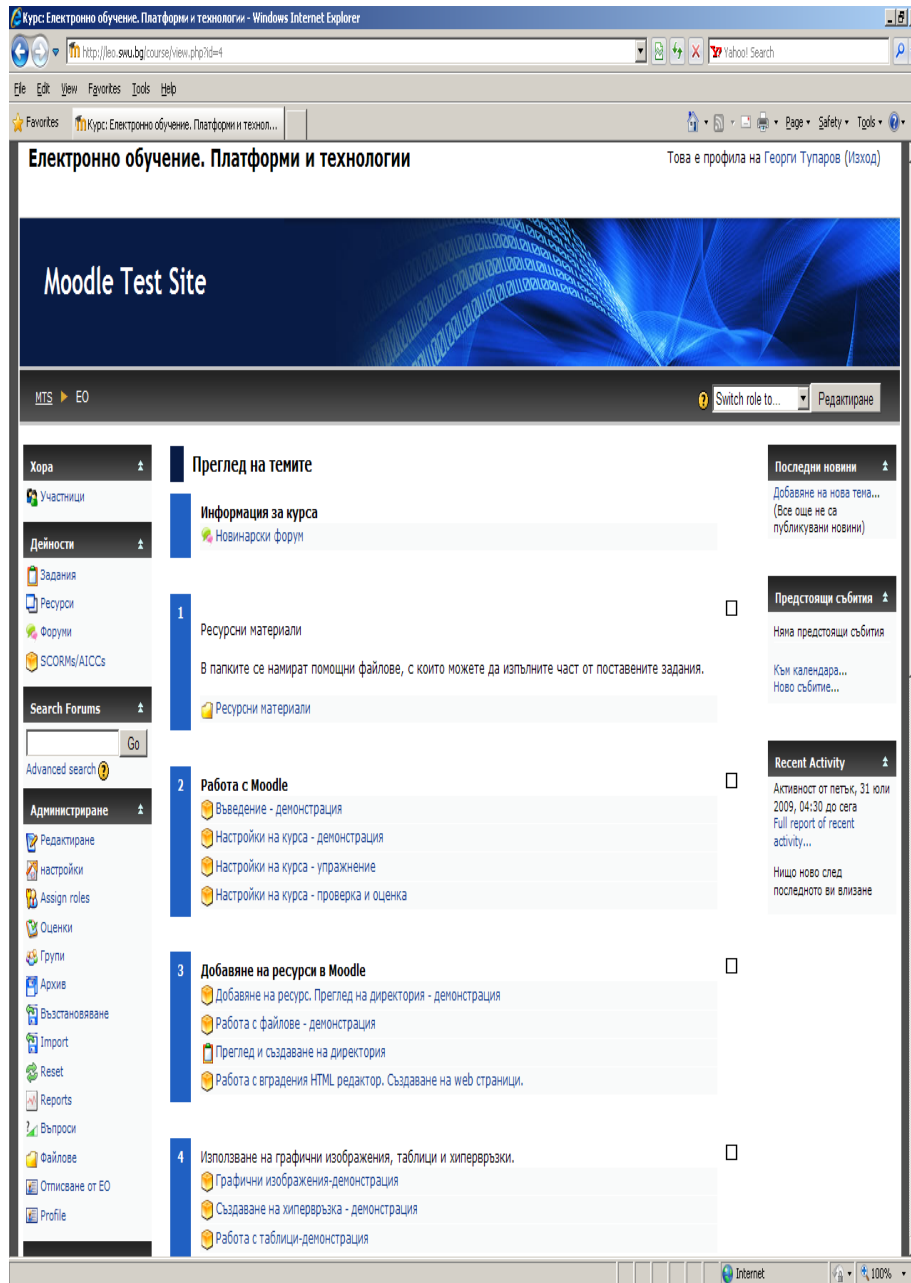 Курс: Електронно обучение. Платформи и технологии - Windows Internet Explorer
http://leo.swu.bg/course/view.php?id=4
Yahoo! Search
File Edit View Favorites Tools Help
Favorites
Курс: Електронно обучение. Платформи и технол...
Page Safety Tools
Електронно обучение. Платформи и технологии
Това е профила на Георги Тупаров (Изход)
Moodle Test Site
MTS ► ЕО
Switch role to...
Редактиране
Хора
Участници
Дейности
Задания
Ресурси
Форуми
SCORMs/AICCs
Search Forums
Go
Advanced search
Администриране
Редактиране
настройки
Assign roles
Оценки
Групи
Архив
Възстановяване
Import
Reset
Reports
Въпроси
Файлове
Отписване от ЕО
Profile
Преглед на темите
Информация за курса
Новинарски форум
1
Ресурсни материали
В папките се намират помощни файлове, с които можете да изпълните част от поставените задания.
Ресурсни материали
2
Работа с Moodle
Въведение - демонстрация
Настройки на курса - демонстрация
Настройки на курса - упражнение
Настройки на курса - проверка и оценка
3
Добавяне на ресурси в Moodle
Добавяне на ресурс. Преглед на директория - демонстрация
Работа с файлове - демонстрация
Преглед и създаване на директория
Работа с вградения HTML редактор. Създаване на web страници.
4
Използване на графични изображения, таблици и хипервръзки.
Графични изображения-демонстрация
Създаване на хипервръзка - демонстрация
Работа с таблици-демонстрация
Последни новини
Добавяне на нова тема...
(Все още не са
публикувани новини)
Предстоящи събития
Няма предстоящи събития
Към календара...
Ново събитие...
Recent Activity
Активност от петък, 31 юли
2009, 04:30 до сега
Full report of recent
activity...
Нищо ново след
последното ви влизане
Internet
100%